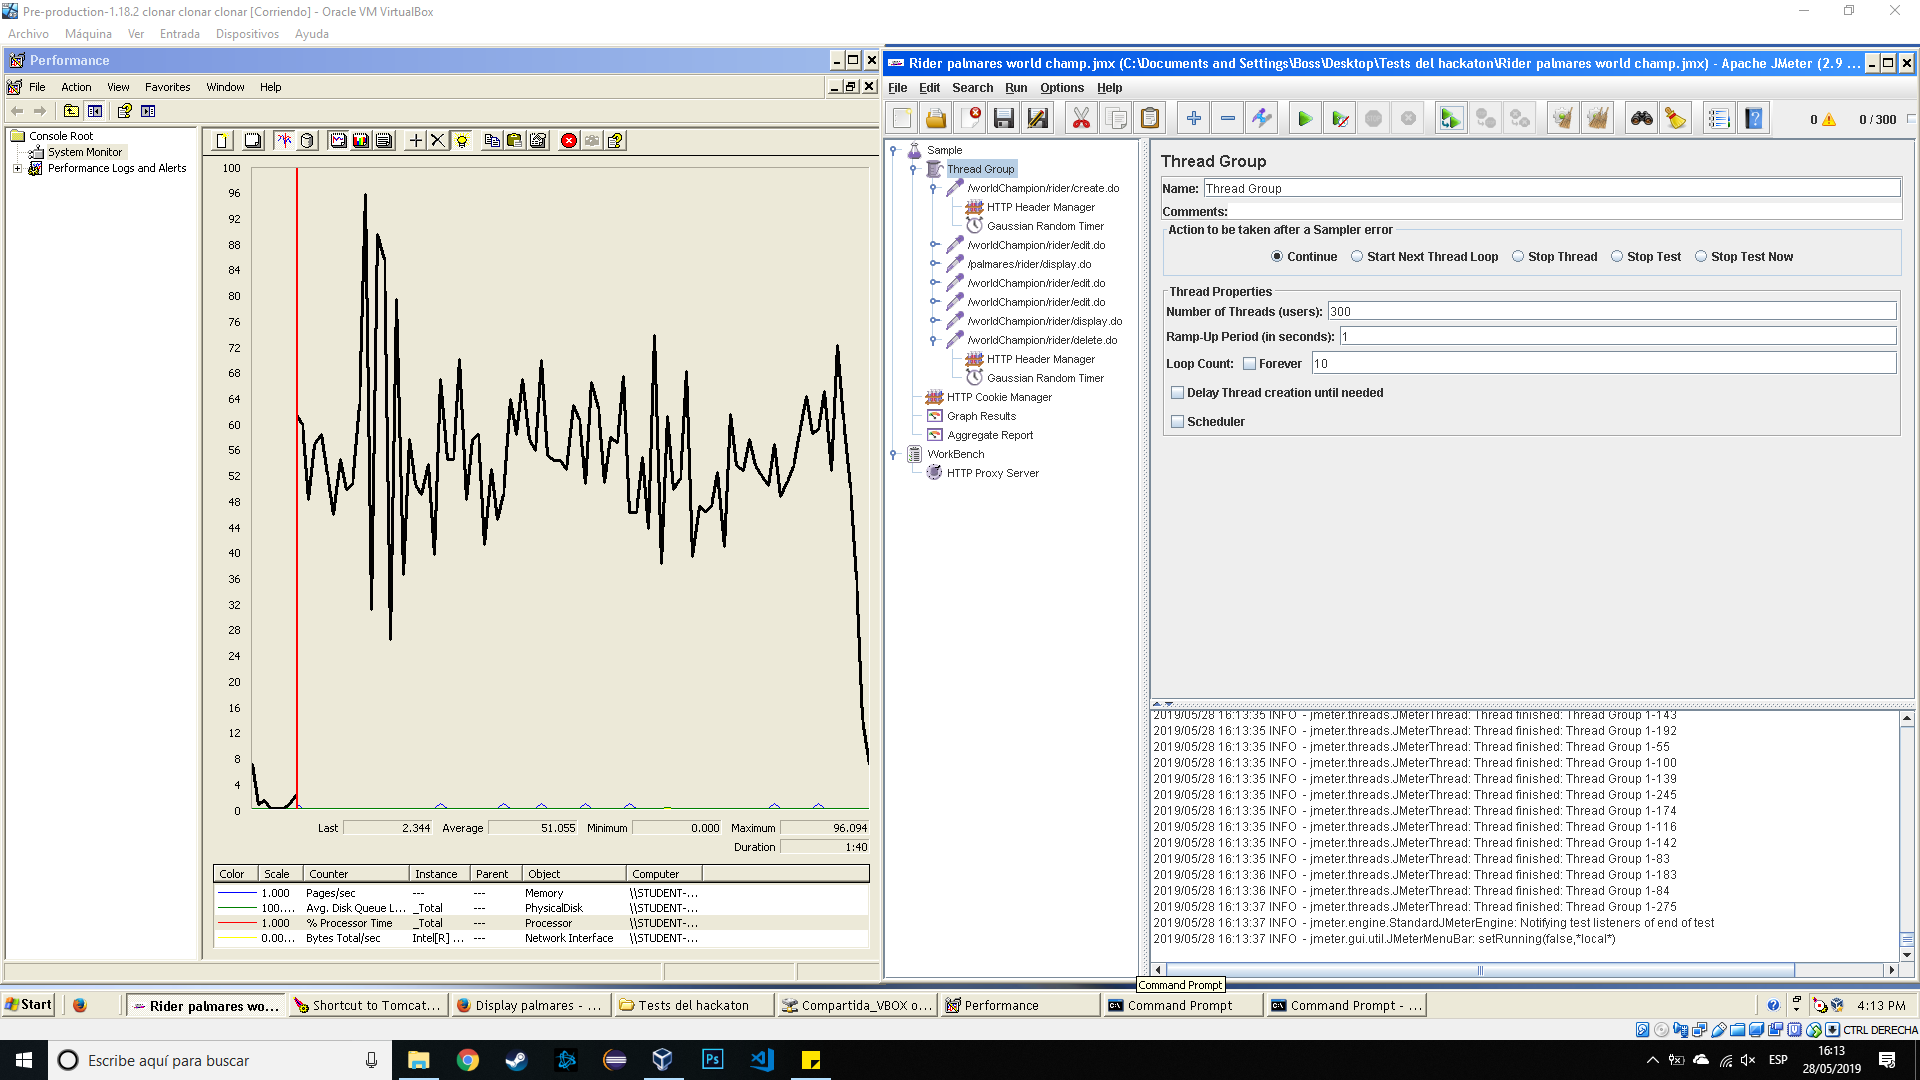 Pre-production-1.18.2 clonar clonar clonar [Corriendo] - Oracle VM VirtualBox
Archivo Máquina Ver Entrada Dispositivos Ayuda
Performance
File Action View Favorites Window Help
Console Root
System Monitor
Performance Logs and Alerts
100
96
92
88
84
80
76
72
68
64
60
56
52
48
44
40
36
32
28
24
20
16
12
8
4
0
Last 2.344 Average 51.055 Minimum 0.000 Maximum 96.094
Duration 1:40
Color Scale Counter Instance Parent Object Computer
1.000 Pages/sec --- --- Memory \\STUDENT-...
100.... Avg. Disk Queue L... _Total --- PhysicalDisk \\STUDENT-...
1.000 % Processor Time _Total --- Processor \\STUDENT-...
0.00... Bytes Total/sec Intel[R] ... --- Network Interface \\STUDENT-...
Rider palmares world champ.jmx (C:\Documents and Settings\Boss\Desktop\Tests del hackaton\Rider palmares world champ.jmx) - Apache JMeter (2.9 ...
File Edit Search Run Options Help
0 0 / 300
Sample
Thread Group
/worldChampion/rider/create.do
HTTP Header Manager
Gaussian Random Timer
/worldChampion/rider/edit.do
/palmares/rider/display.do
/worldChampion/rider/edit.do
/worldChampion/rider/edit.do
/worldChampion/rider/display.do
/worldChampion/rider/delete.do
HTTP Header Manager
Gaussian Random Timer
HTTP Cookie Manager
Graph Results
Aggregate Report
WorkBench
HTTP Proxy Server
Thread Group
Name: Thread Group
Comments:
Action to be taken after a Sampler error
Continue Start Next Thread Loop Stop Thread Stop Test Stop Test Now
Thread Properties
Number of Threads (users): 300
Ramp-Up Period (in seconds): 1
Loop Count: Forever 10
Delay Thread creation until needed
Scheduler
2019/05/28 16:13:35 INFO - jmeter.threads.JMeterThread: Thread finished: Thread Group 1-143
2019/05/28 16:13:35 INFO - jmeter.threads.JMeterThread: Thread finished: Thread Group 1-192
2019/05/28 16:13:35 INFO - jmeter.threads.JMeterThread: Thread finished: Thread Group 1-55
2019/05/28 16:13:35 INFO - jmeter.threads.JMeterThread: Thread finished: Thread Group 1-100
2019/05/28 16:13:35 INFO - jmeter.threads.JMeterThread: Thread finished: Thread Group 1-139
2019/05/28 16:13:35 INFO - jmeter.threads.JMeterThread: Thread finished: Thread Group 1-245
2019/05/28 16:13:35 INFO - jmeter.threads.JMeterThread: Thread finished: Thread Group 1-174
2019/05/28 16:13:35 INFO - jmeter.threads.JMeterThread: Thread finished: Thread Group 1-116
2019/05/28 16:13:35 INFO - jmeter.threads.JMeterThread: Thread finished: Thread Group 1-142
2019/05/28 16:13:35 INFO - jmeter.threads.JMeterThread: Thread finished: Thread Group 1-83
2019/05/28 16:13:36 INFO - jmeter.threads.JMeterThread: Thread finished: Thread Group 1-183
2019/05/28 16:13:36 INFO - jmeter.threads.JMeterThread: Thread finished: Thread Group 1-84
2019/05/28 16:13:37 INFO - jmeter.threads.JMeterThread: Thread finished: Thread Group 1-275
2019/05/28 16:13:37 INFO - jmeter.engine.StandardJMeterEngine: Notifying test listeners of end of test
2019/05/28 16:13:37 INFO - jmeter.gui.util.JMeterMenuBar: setRunning(false,*local*)
Command Prompt
Start Rider palmares wo... Shortcut to Tomcat... Display palmares - ... Tests del hackaton Compartida_VBOX o... Performance Command Prompt Command Prompt - ... 4:13 PM
CTRL DERECHA
Escribe aquí para buscar
Ps
ESP
16:13
28/05/2019